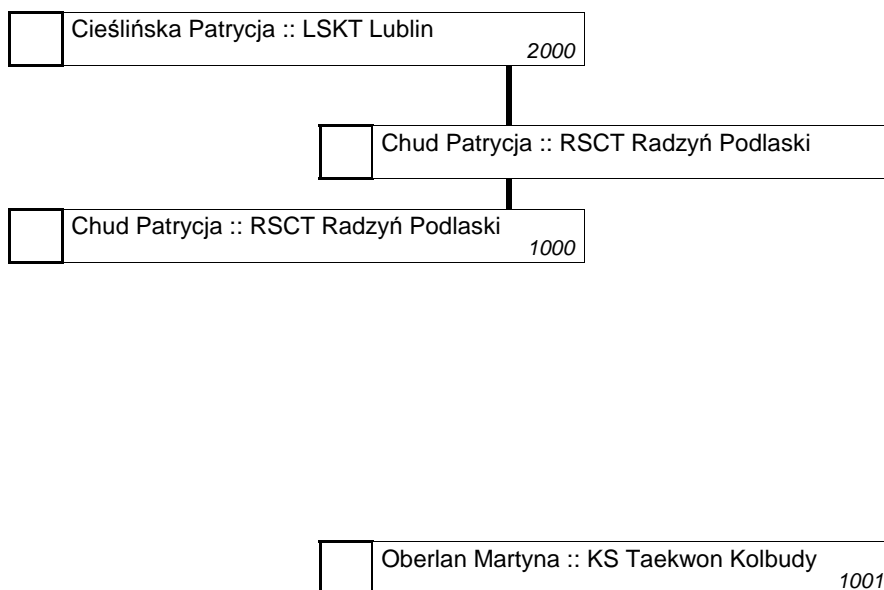 Cieślińska Patrycja :: LSKT Lublin
2000
Chud Patrycja :: RSCT Radzyń Podlaski
Chud Patrycja :: RSCT Radzyń Podlaski
1000
Oberlan Martyna :: KS Taekwon Kolbudy
1001